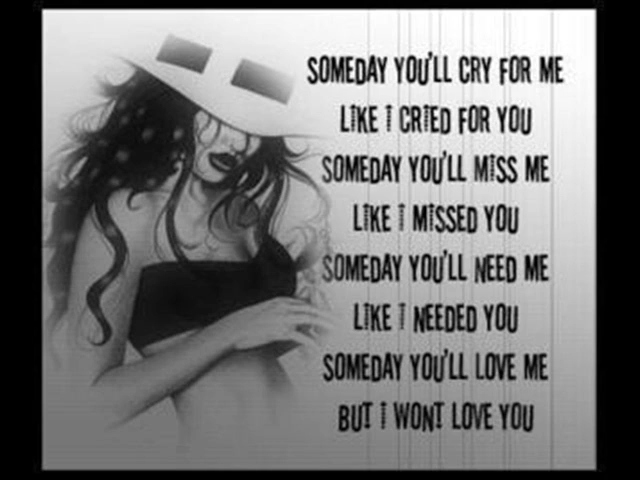 SOMEDAY YOU'LL CRY FOR ME
LIKE I CRIED FOR YOU
SOMEDAY YOU'LL MISS ME
LIKE I MISSED YOU
SOMEDAY YOU'LL NEED ME
LIKE I NEEDED YOU
SOMEDAY YOU'LL LOVE ME
BUT I WONT LOVE YOU